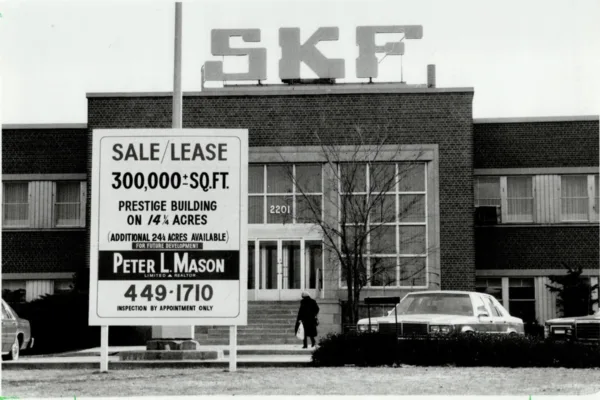 SKF
2201
SALE/LEASE
300,000± SQ.FT.
PRESTIGE BUILDING
ON 14¼ ACRES
(ADDITIONAL 24¼ ACRES AVAILABLE)
FOR FUTURE DEVELOPMENT
PETER L. MASON
LIMITED REALTOR
449-1710
INSPECTION BY APPOINTMENT ONLY